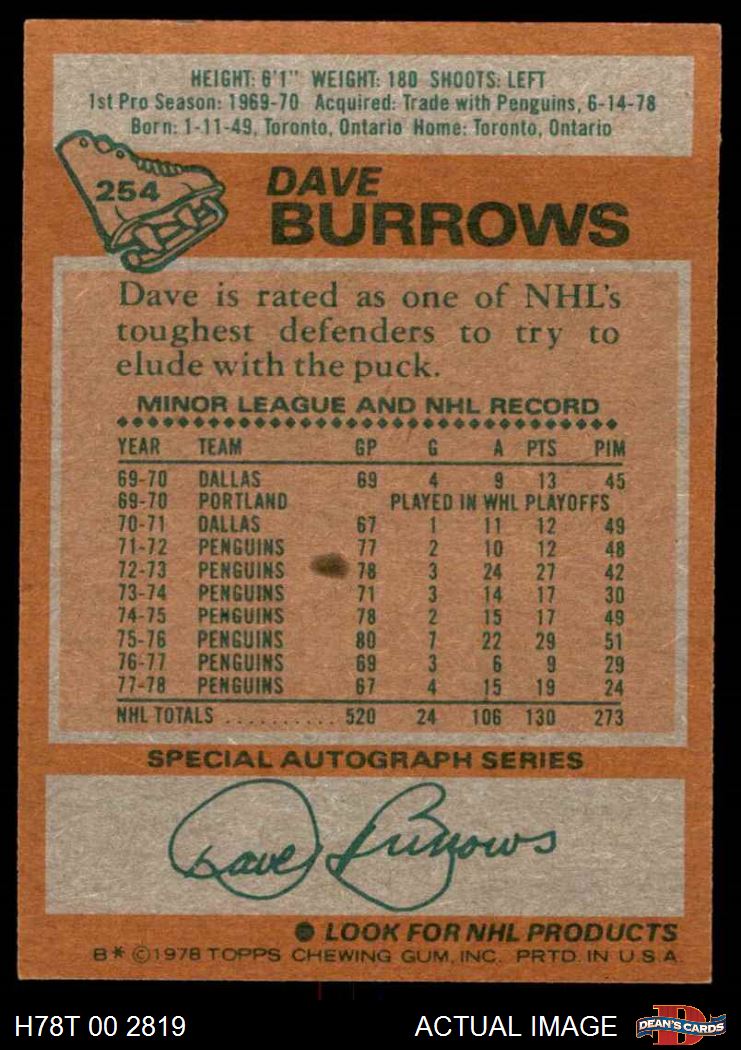 HEIGHT: 6'1" WEIGHT: 180 SHOOTS: LEFT
1st Pro Season: 1969-70 Acquired: Trade with Penguins, 6-14-78
Born: 1-11-49, Toronto, Ontario Home: Toronto, Ontario
254
DAVE
BURROWS
Dave is rated as one of NHL's
toughest defenders to try to
elude with the puck.
MINOR LEAGUE AND NHL RECORD
YEAR TEAM GP G A PTS PIM
69-70 DALLAS 69 4 9 13 45
69-70 PORTLAND PLAYED IN WHL PLAYOFFS
70-71 DALLAS 67 1 11 12 49
71-72 PENGUINS 77 2 10 12 48
72-73 PENGUINS 78 3 24 27 42
73-74 PENGUINS 71 3 14 17 30
74-75 PENGUINS 78 2 15 17 49
75-76 PENGUINS 80 7 22 29 51
76-77 PENGUINS 69 3 6 9 29
77-78 PENGUINS 67 4 15 19 24
NHL TOTALS .......... 520 24 106 130 273
SPECIAL AUTOGRAPH SERIES
Dave Burrows
● LOOK FOR NHL PRODUCTS
B* ©1978 TOPPS CHEWING GUM, INC. PRTD. IN U.S.A.
H78T 00 2819 ACTUAL IMAGE D DEAN'S CARDS